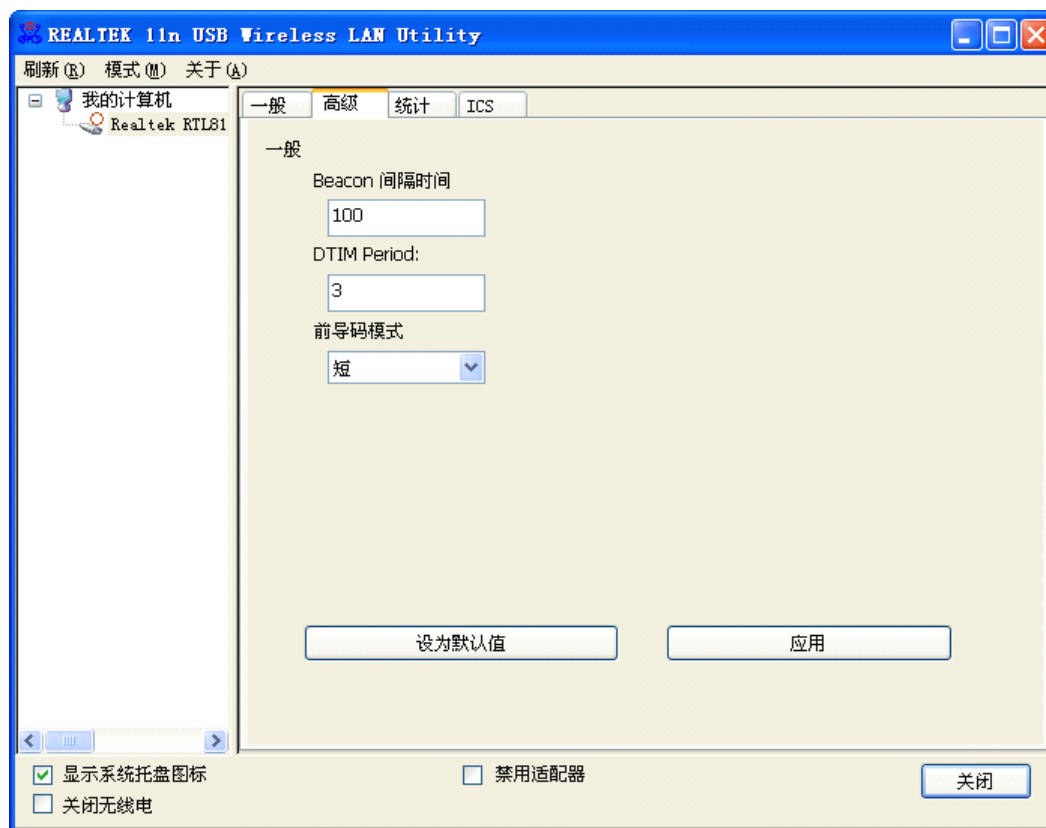 REALTEK 11n USB Wireless LAN Utility
刷新(R) 模式(M) 关于(A)
我的计算机
Realtek RTL81
一般 高级 统计 ICS
一般
Beacon 间隔时间
100
DTIM Period:
3
前导码模式
短
设为默认值 应用
显示系统托盘图标 禁用适配器 关闭
关闭无线电